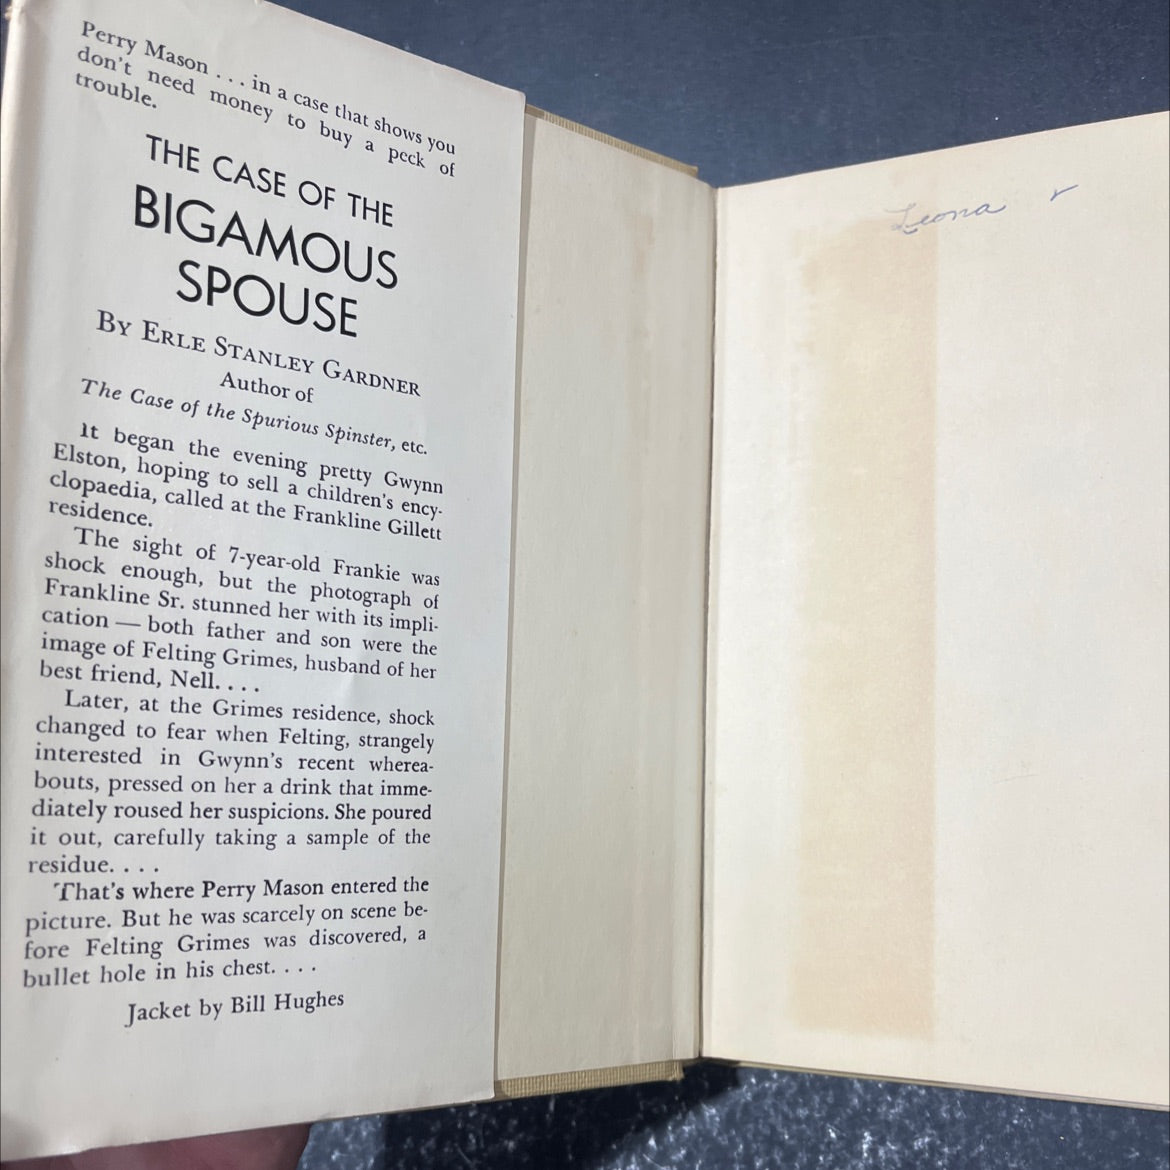 Perry Mason . . . in a case that shows you
don't need money to buy a peck of
trouble.
THE CASE OF THE
BIGAMOUS
SPOUSE
By Erle Stanley Gardner
Author of
The Case of the Spurious Spinster, etc.
It began the evening pretty Gwynn
Elston, hoping to sell a children's ency-
clopaedia, called at the Frankline Gillett
residence.
The sight of 7-year-old Frankie was
shock enough, but the photograph of
Frankline Sr. stunned her with its impli-
cation — both father and son were the
image of Felting Grimes, husband of her
best friend, Nell. . . .
Later, at the Grimes residence, shock
changed to fear when Felting, strangely
interested in Gwynn's recent wherea-
bouts, pressed on her a drink that imme-
diately roused her suspicions. She poured
it out, carefully taking a sample of the
residue. . . .
That's where Perry Mason entered the
picture. But he was scarcely on scene be-
fore Felting Grimes was discovered, a
bullet hole in his chest. . . .
Jacket by Bill Hughes
Leona